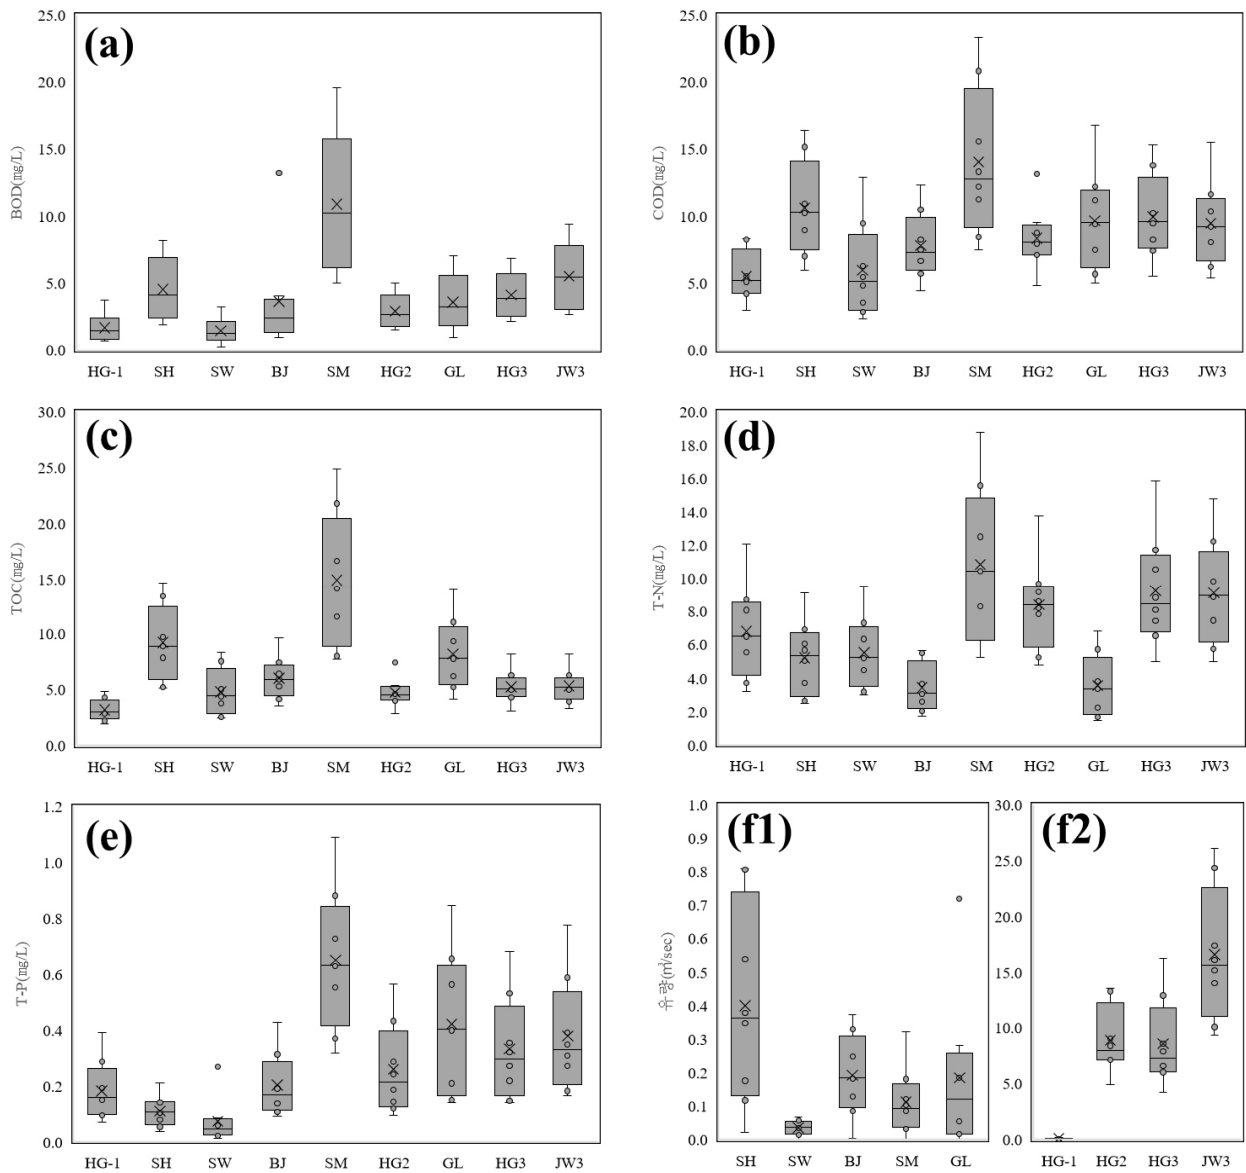 (a)
BOD(㎎/L)
25.0
20.0
15.0
10.0
5.0
0.0
HG-1 SH SW BJ SM HG2 GL HG3 JW3
(b)
COD(㎎/L)
25.0
20.0
15.0
10.0
5.0
0.0
HG-1 SH SW BJ SM HG2 GL HG3 JW3
(c)
TOC(㎎/L)
30.0
25.0
20.0
15.0
10.0
5.0
0.0
HG-1 SH SW BJ SM HG2 GL HG3 JW3
(d)
T-N(㎎/L)
20.0
18.0
16.0
14.0
12.0
10.0
8.0
6.0
4.0
2.0
0.0
HG-1 SH SW BJ SM HG2 GL HG3 JW3
(e)
T-P(㎎/L)
1.2
1.0
0.8
0.6
0.4
0.2
0.0
HG-1 SH SW BJ SM HG2 GL HG3 JW3
(f1)
유량(㎥/sec)
1.0
0.9
0.8
0.7
0.6
0.5
0.4
0.3
0.2
0.1
0.0
SH SW BJ SM GL
(f2)
30.0
25.0
20.0
15.0
10.0
5.0
0.0
HG-1 HG2 HG3 JW3